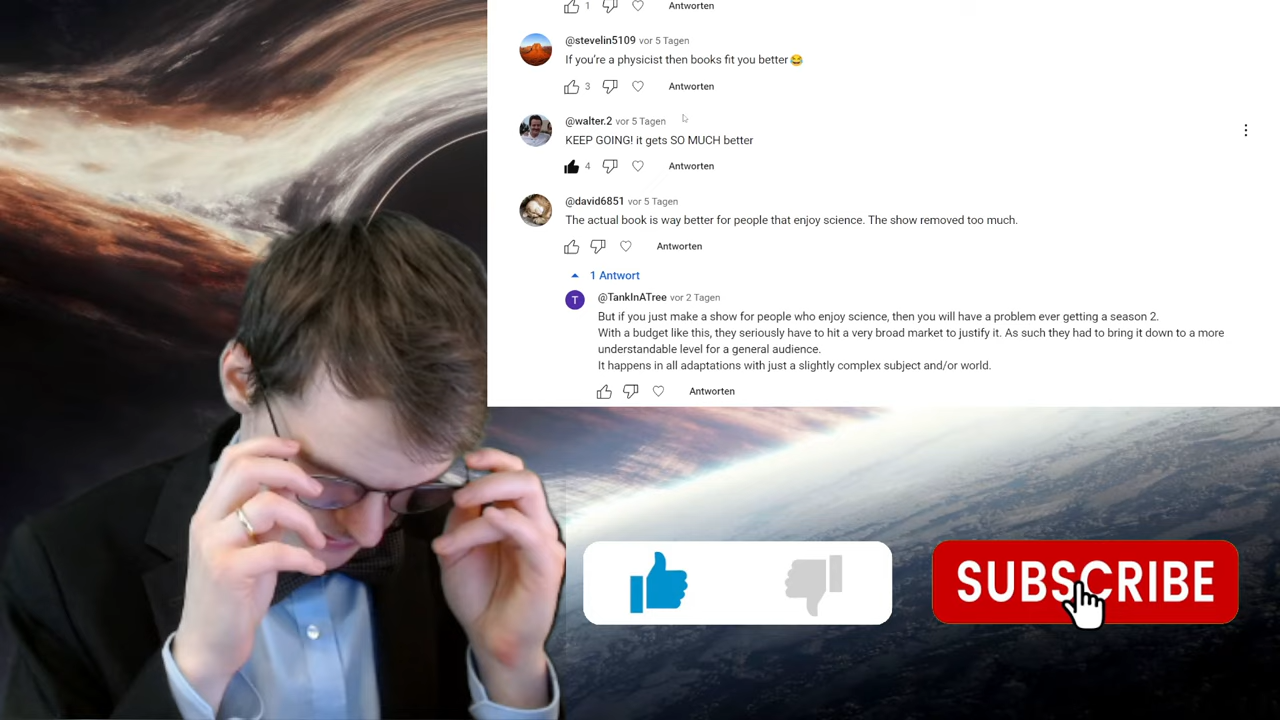 1 Antworten
@stevelin5109 vor 5 Tagen
If you're a physicist then books fit you better😂
3 Antworten
@walter.2 vor 5 Tagen
KEEP GOING! it gets SO MUCH better
4 Antworten
@david6851 vor 5 Tagen
The actual book is way better for people that enjoy science. The show removed too much.
Antworten
1 Antwort
T
@TankInATree vor 2 Tagen
But if you just make a show for people who enjoy science, then you will have a problem ever getting a season 2.
With a budget like this, they seriously have to hit a very broad market to justify it. As such they had to bring it down to a more
understandable level for a general audience.
It happens in all adaptations with just a slightly complex subject and/or world.
Antworten
SUBSCRIBE